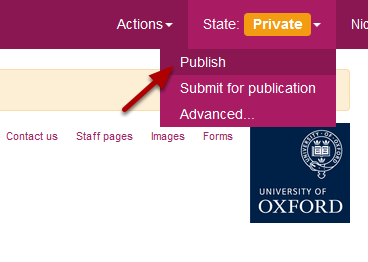 Actions State: Private Nic
Publish
Submit for publication
Advanced...
Contact us Staff pages Images Forms
UNIVERSITY OF
OXFORD